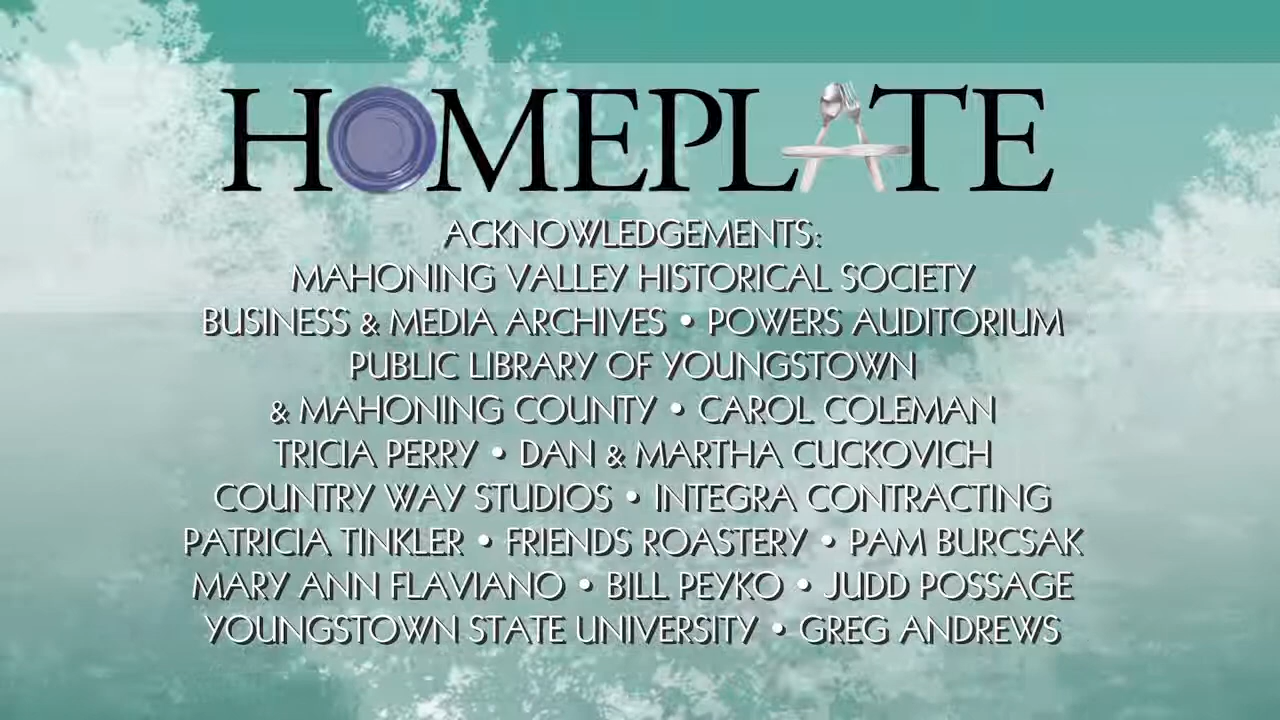 HOMEPLATE
ACKNOWLEDGEMENTS:
MAHONING VALLEY HISTORICAL SOCIETY
BUSINESS & MEDIA ARCHIVES • POWERS AUDITORIUM
PUBLIC LIBRARY OF YOUNGSTOWN
& MAHONING COUNTY • CAROL COLEMAN
TRICIA PERRY • DAN & MARTHA CUCKOVICH
COUNTRY WAY STUDIOS • INTEGRA CONTRACTING
PATRICIA TINKLER • FRIENDS ROASTERY • PAM BURCSAK
MARY ANN FLAVIANO • BILL PEYKO • JUDD POSSAGE
YOUNGSTOWN STATE UNIVERSITY • GREG ANDREWS